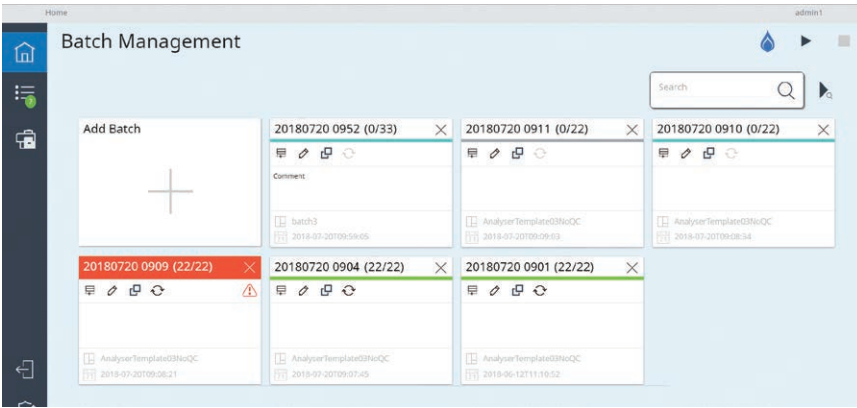 Home admin1
Batch Management
Search
Add Batch
20180720 0952 (0/33)
Comment
batch3
2018-07-20T09:59:05
20180720 0911 (0/22)
AnalyserTemplate03NoQC
2018-07-20T09:09:03
20180720 0910 (0/22)
AnalyserTemplate03NoQC
2018-07-20T09:08:34
20180720 0909 (22/22)
AnalyserTemplate03NoQC
2018-07-20T09:08:21
20180720 0904 (22/22)
AnalyserTemplate03NoQC
2018-07-20T09:07:45
20180720 0901 (22/22)
AnalyserTemplate03NoQC
2018-06-12T11:10:52